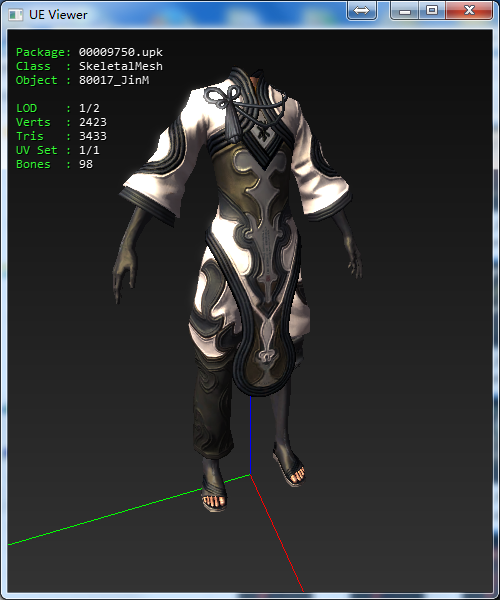 UE Viewer
Package: 00009750.upk
Class : SkeletalMesh
Object : 80017_JinM
LOD : 1/2
Verts : 2423
Tris : 3433
UV Set : 1/1
Bones : 98